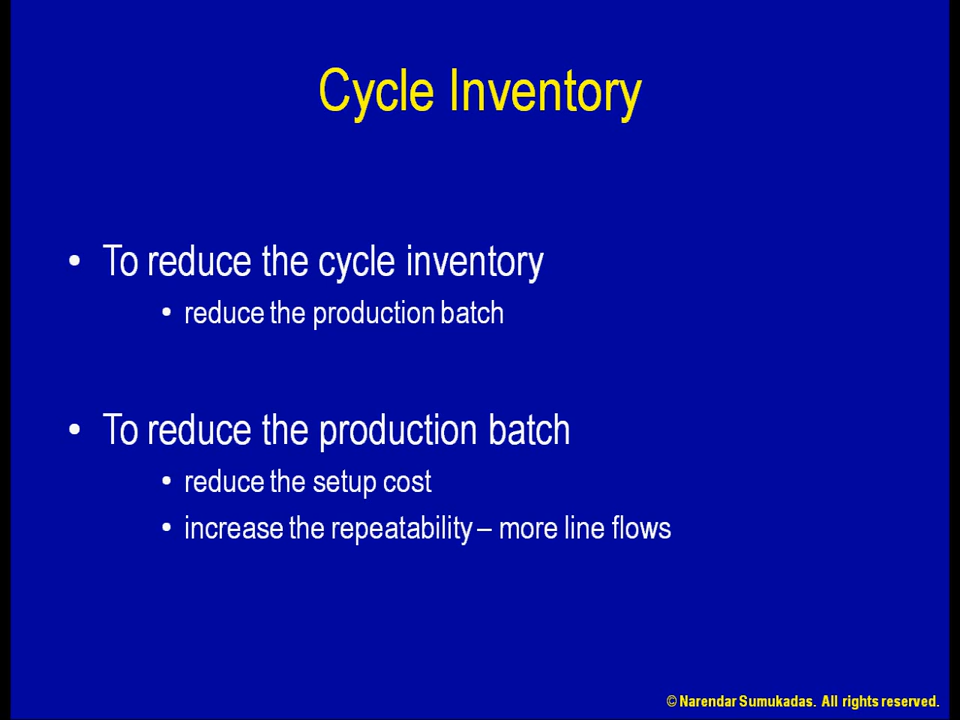 Cycle Inventory
• To reduce the cycle inventory
• reduce the production batch
• To reduce the production batch
• reduce the setup cost
• increase the repeatability – more line flows
© Narendar Sumukadas. All rights reserved.